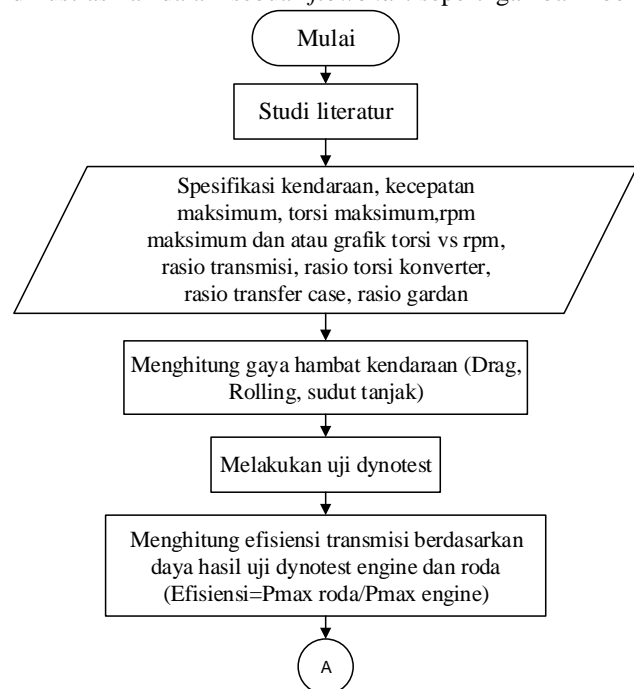 Mulai
Studi literatur
Spesifikasi kendaraan, kecepatan
maksimum, torsi maksimum,rpm
maksimum dan atau grafik torsi vs rpm,
rasio transmisi, rasio torsi konverter,
rasio transfer case, rasio gardan
Menghitung gaya hambat kendaraan (Drag,
Rolling, sudut tanjak)
Melakukan uji dynotest
Menghitung efisiensi transmisi berdasarkan
daya hasil uji dynotest engine dan roda
(Efisiensi=Pmax roda/Pmax engine)
A